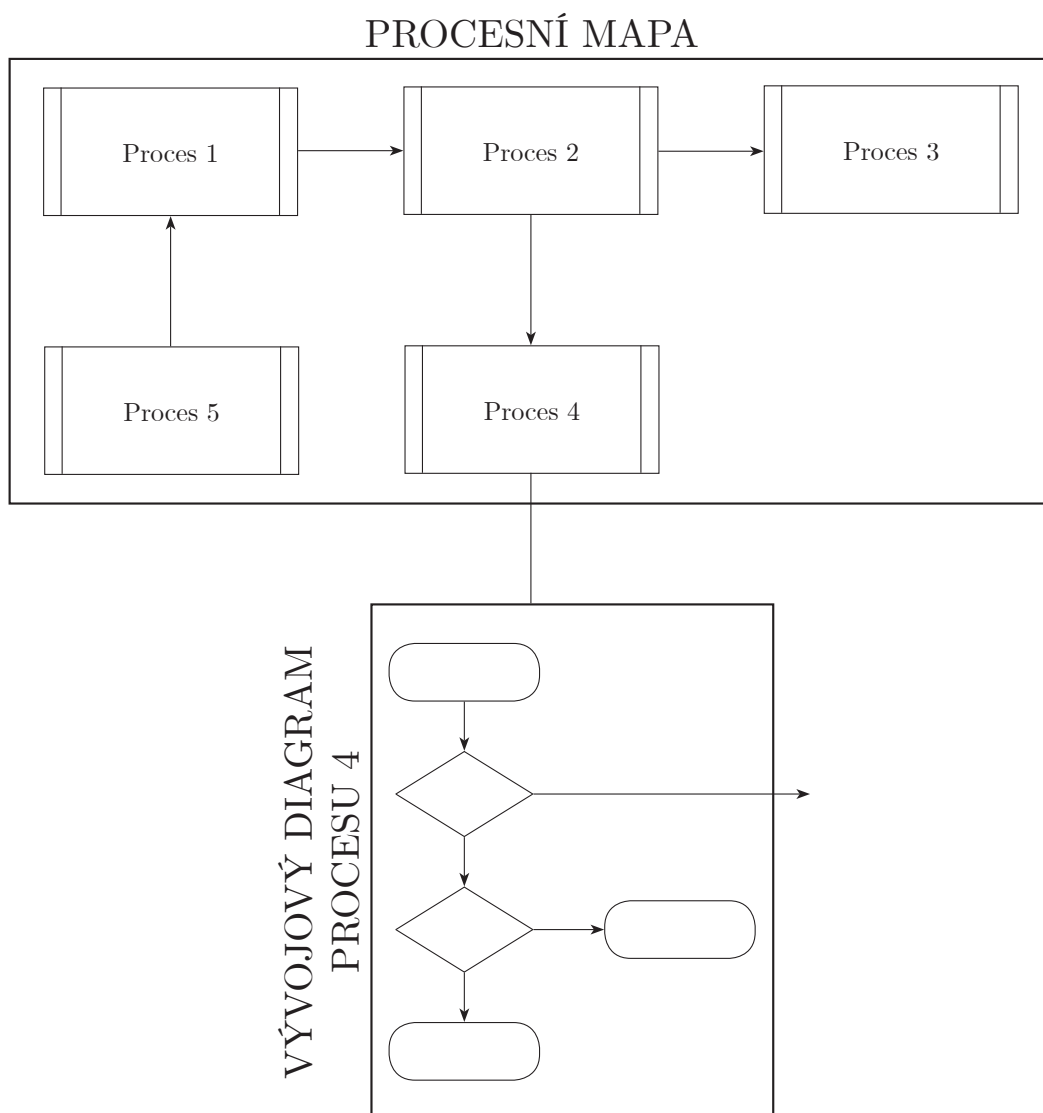 PROCESNÍ MAPA
Proces 1
Proces 2
Proces 3
Proces 5
Proces 4
VÝVOJOVÝ DIAGRAM
PROCESU 4